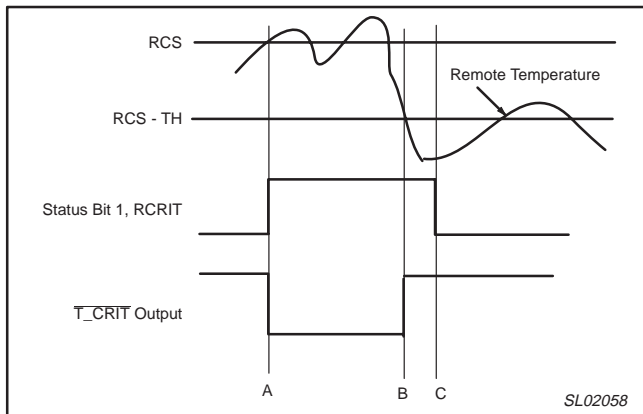 RCS
Remote Temperature
RCS - TH
Status Bit 1, RCRIT
T_CRIT Output
A B C
SL02058